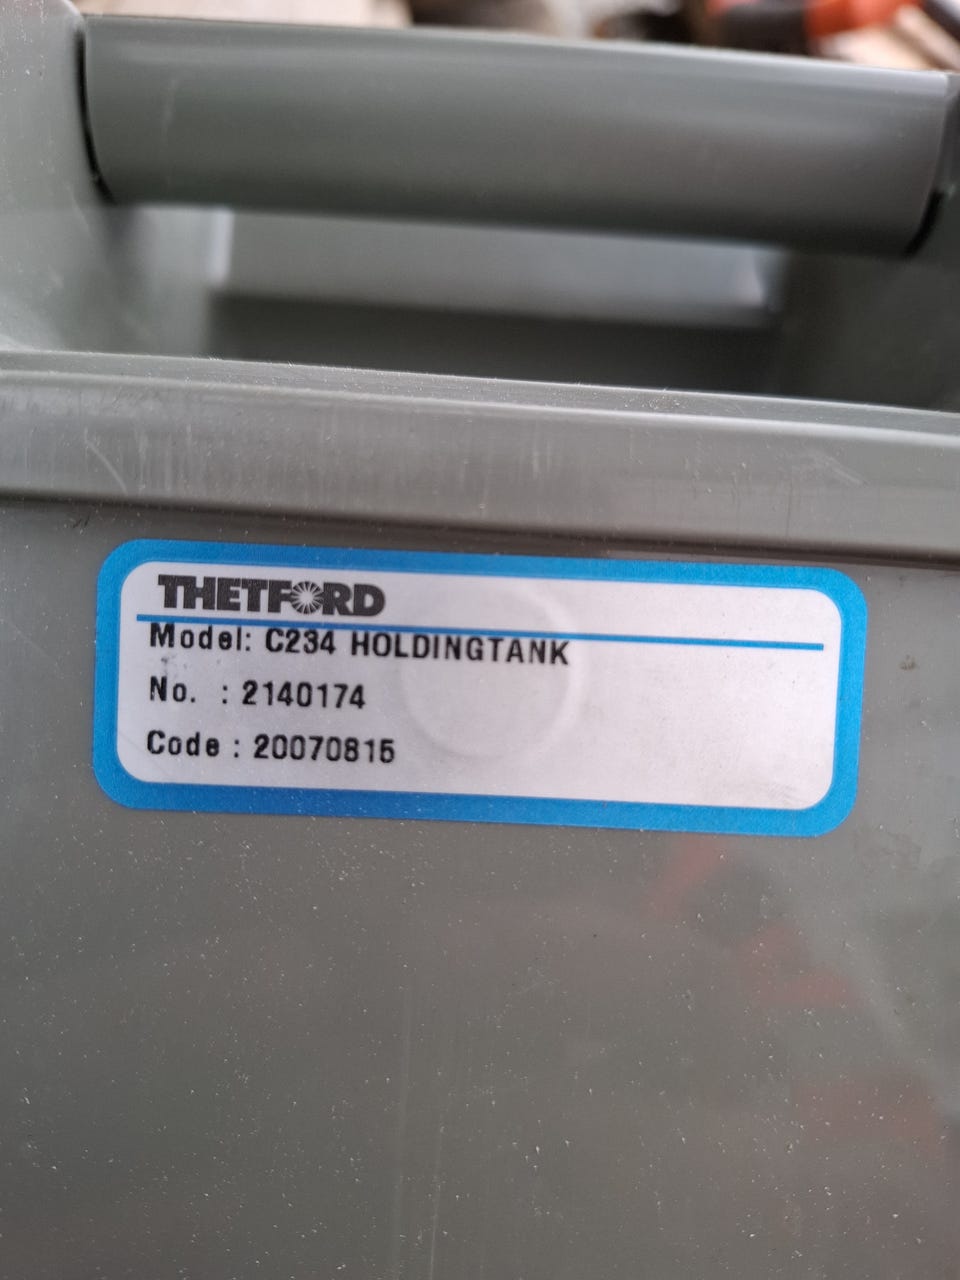 THETFORD
Model: C234 HOLDINGTANK
No. : 2140174
Code : 20070815